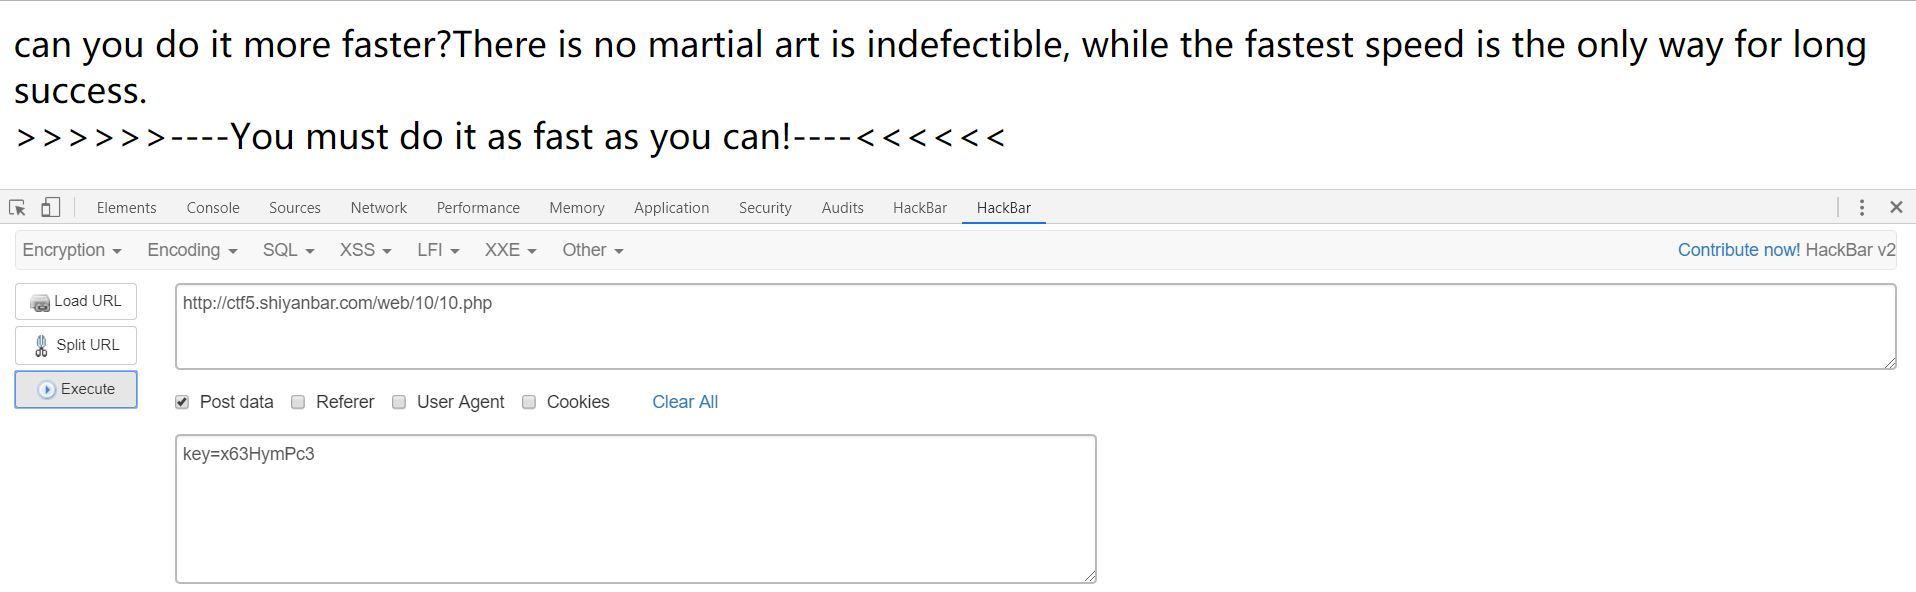 can you do it more faster?There is no martial art is indefectible, while the fastest speed is the only way for long
success.
>>>>>>----You must do it as fast as you can!----<<<<<<
Elements Console Sources Network Performance Memory Application Security Audits HackBar HackBar
Encryption Encoding SQL XSS LFI XXE Other Contribute now! HackBar v2
Load URL
http://ctf5.shiyanbar.com/web/10/10.php
Split URL
Execute
Post data Referer User Agent Cookies Clear All
key=x63HymPc3